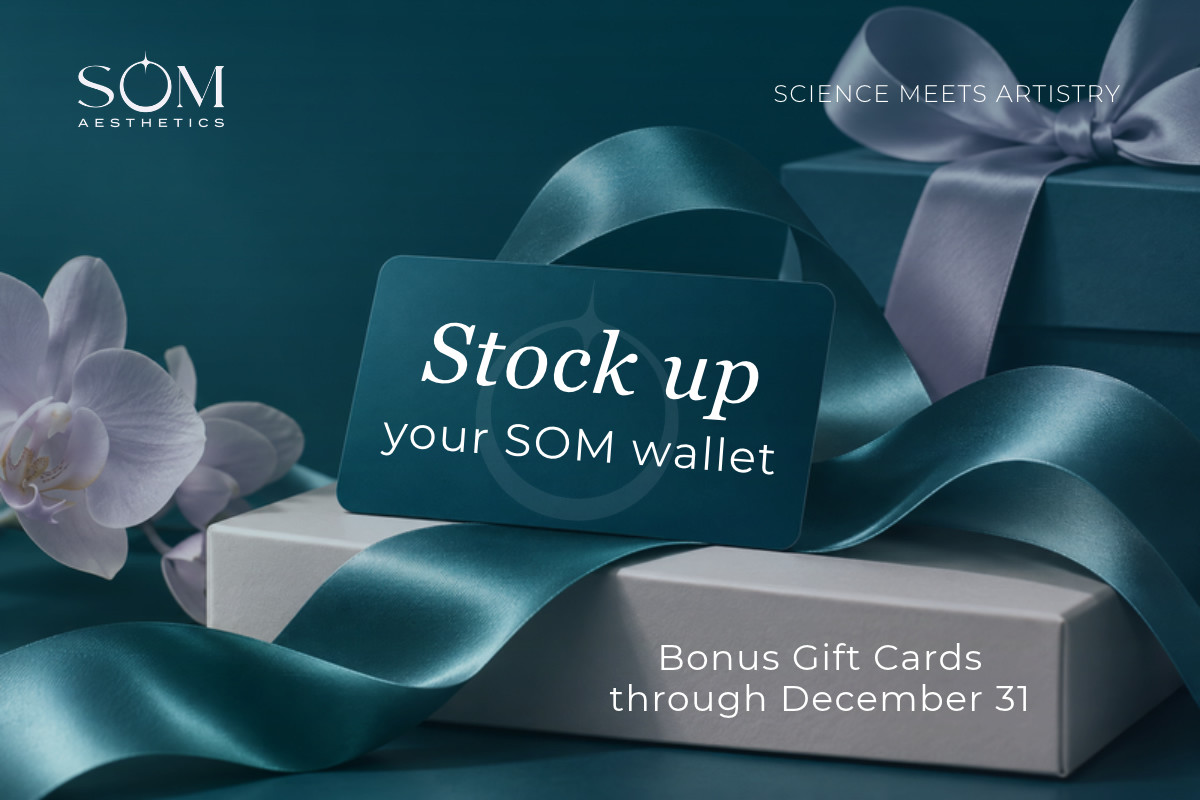 SOM
AESTHETICS
SCIENCE MEETS ARTISTRY
Stock up
your SOM wallet
Bonus Gift Cards
through December 31